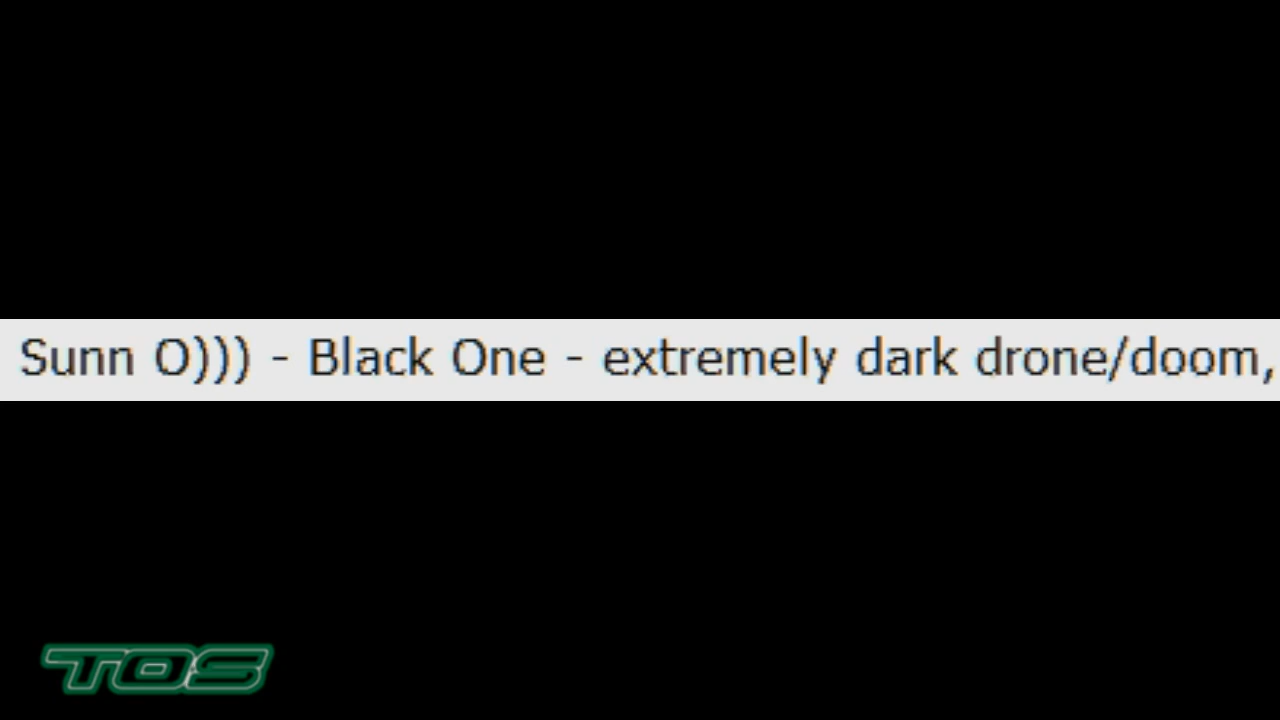 Sunn O))) - Black One - extremely dark drone/doom,
TOS